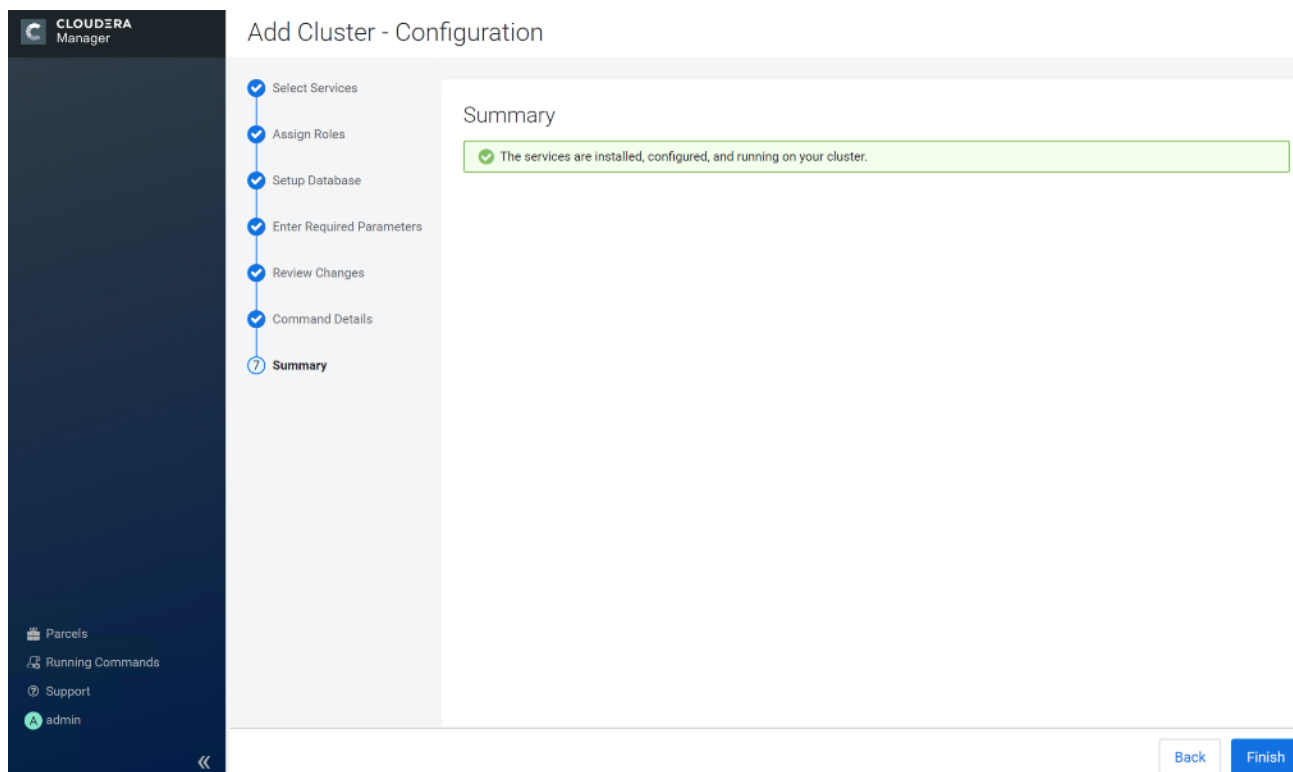 CLOUDERA
Manager
Add Cluster - Configuration
Select Services
Assign Roles
Setup Database
Enter Required Parameters
Review Changes
Command Details
7 Summary
Summary
The services are installed, configured, and running on your cluster.
Parcels
Running Commands
Support
A admin
Back
Finish